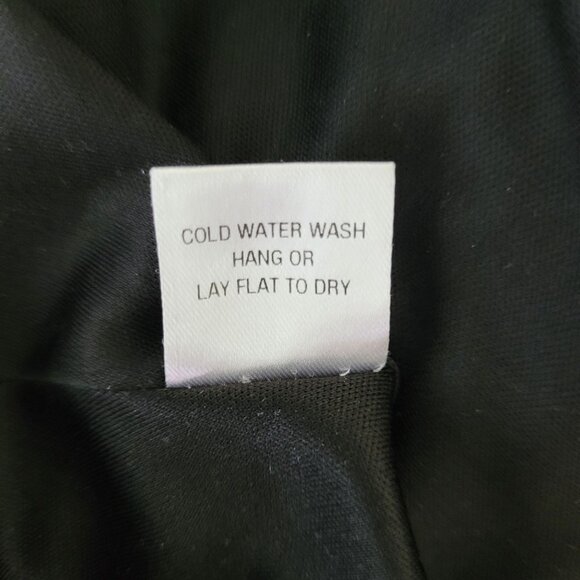 COLD WATER WASH
HANG OR
LAY FLAT TO DRY